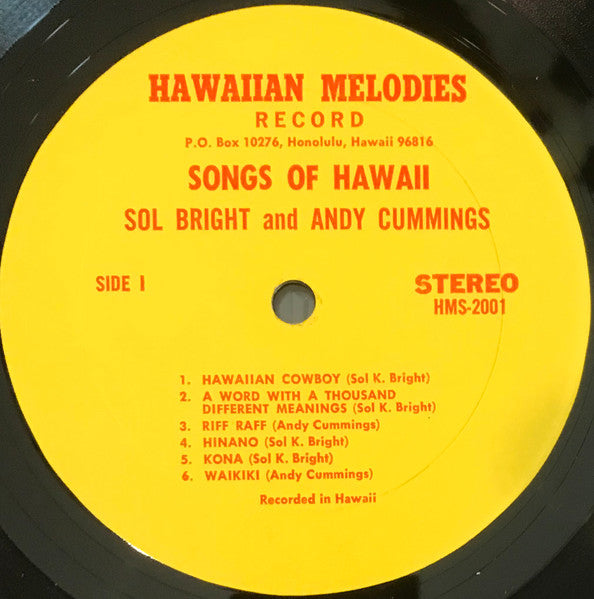 HAWAIIAN MELODIES
RECORD
P.O. Box 10276, Honolulu, Hawaii 96816
SONGS OF HAWAII
SOL BRIGHT and ANDY CUMMINGS
SIDE I
STEREO
HMS-2001
1. HAWAIIAN COWBOY (Sol K. Bright)
2. A WORD WITH A THOUSAND
DIFFERENT MEANINGS (Sol K. Bright)
3. RIFF RAFF (Andy Cummings)
4. HINANO (Sol K. Bright)
5. KONA (Sol K. Bright)
6. WAIKIKI (Andy Cummings)
Recorded in Hawaii